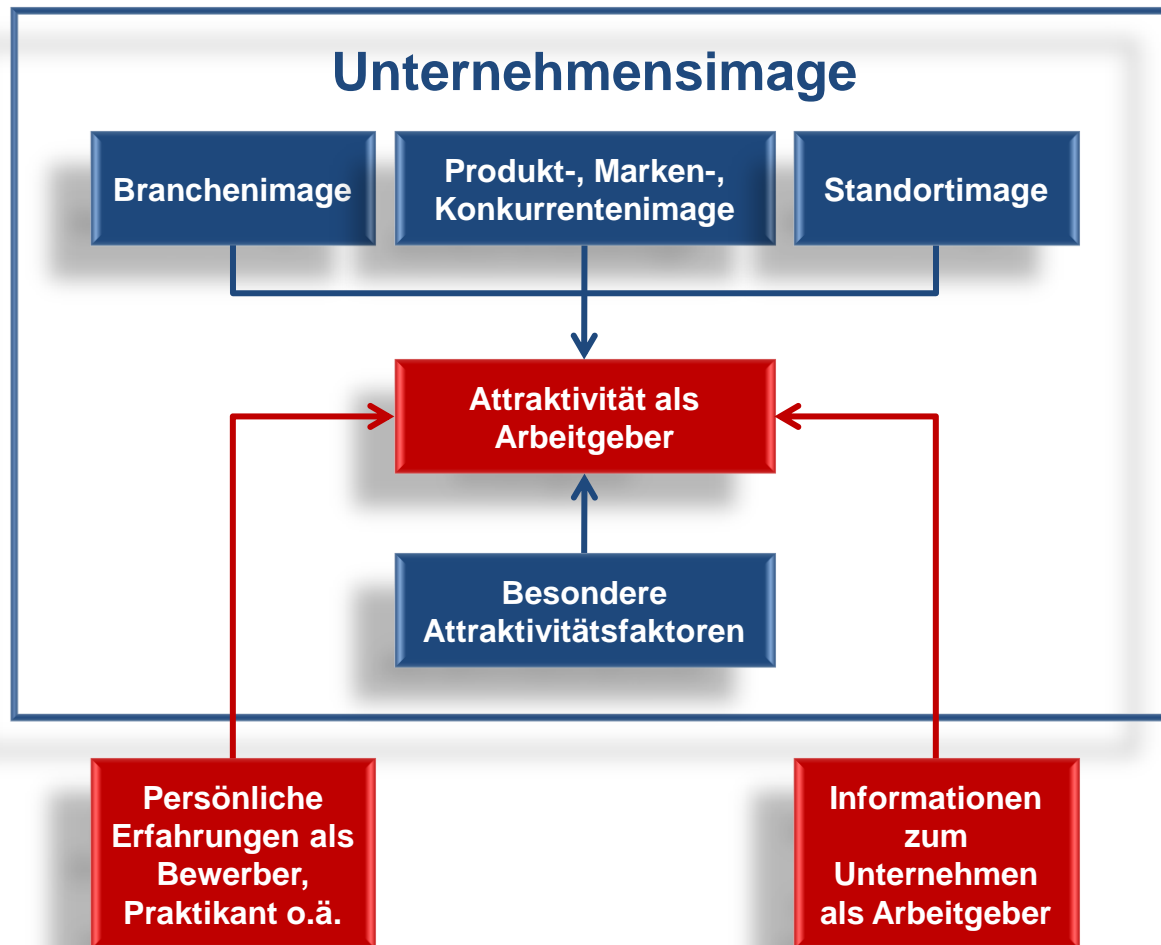 Unternehmensimage
Branchenimage
Produkt-, Marken-,
Konkurrentenimage
Standortimage
Attraktivität als
Arbeitgeber
Besondere
Attraktivitätsfaktoren
Persönliche
Erfahrungen als
Bewerber,
Praktikant o.ä.
Informationen
zum
Unternehmen
als Arbeitgeber